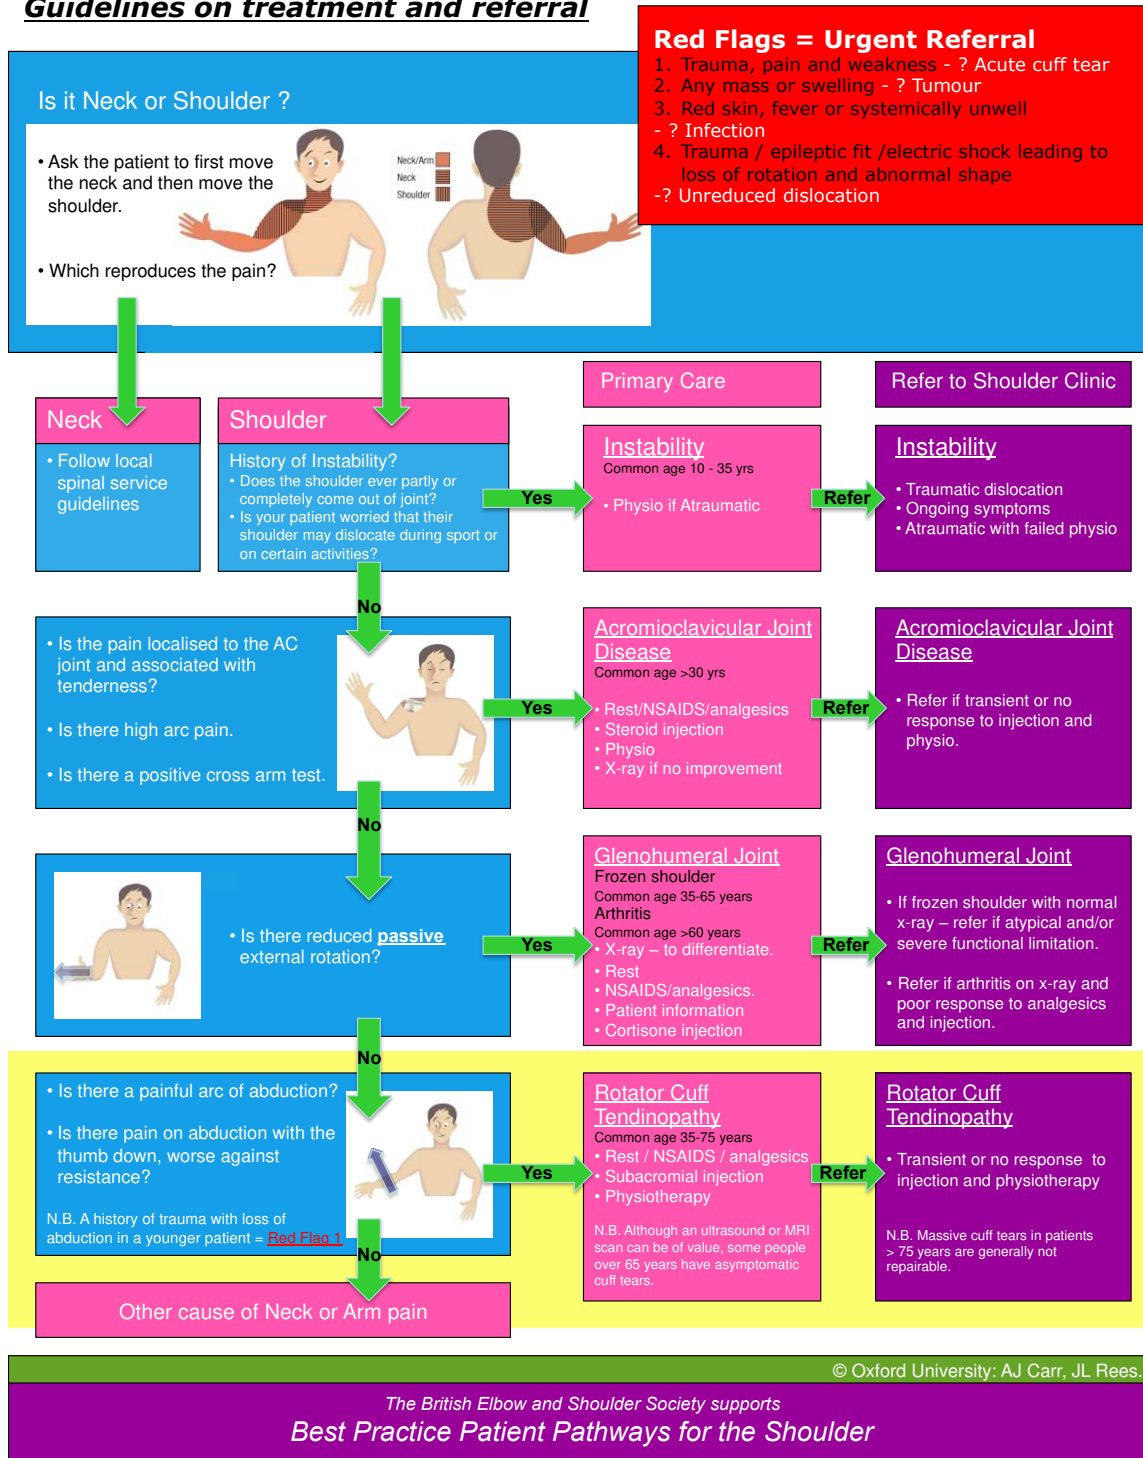 Guidelines on treatment and referral
Red Flags = Urgent Referral
1. Trauma, pain and weakness - ? Acute cuff tear
2. Any mass or swelling - ? Tumour
3. Red skin, fever or systemically unwell
- ? Infection
4. Trauma / epileptic fit /electric shock leading to
loss of rotation and abnormal shape
-? Unreduced dislocation
Is it Neck or Shoulder ?
• Ask the patient to first move
the neck and then move the
shoulder.
• Which reproduces the pain?
Neck/Arm
Neck
Shoulder
Primary Care
Refer to Shoulder Clinic
Neck
• Follow local
spinal service
guidelines
Shoulder
History of Instability?
• Does the shoulder ever partly or
completely come out of joint?
• Is your patient worried that their
shoulder may dislocate during sport or
on certain activities?
Yes
Instability
Common age 10 - 35 yrs
• Physio if Atraumatic
Refer
Instability
• Traumatic dislocation
• Ongoing symptoms
• Atraumatic with failed physio
No
• Is the pain localised to the AC
joint and associated with
tenderness?
• Is there high arc pain.
• Is there a positive cross arm test.
Yes
Acromioclavicular Joint
Disease
Common age >30 yrs
• Rest/NSAIDS/analgesics
• Steroid injection
• Physio
• X-ray if no improvement
Refer
Acromioclavicular Joint
Disease
• Refer if transient or no
response to injection and
physio.
No
• Is there reduced passive
external rotation?
Yes
Glenohumeral Joint
Frozen shoulder
Common age 35-65 years
Arthritis
Common age >60 years
• X-ray – to differentiate.
• Rest
• NSAIDS/analgesics.
• Patient information
• Cortisone injection
Refer
Glenohumeral Joint
• If frozen shoulder with normal
x-ray – refer if atypical and/or
severe functional limitation.
• Refer if arthritis on x-ray and
poor response to analgesics
and injection.
No
• Is there a painful arc of abduction?
• Is there pain on abduction with the
thumb down, worse against
resistance?
N.B. A history of trauma with loss of
abduction in a younger patient = Red Flag 1
Yes
Rotator Cuff
Tendinopathy
Common age 35-75 years
• Rest / NSAIDS / analgesics
• Subacromial injection
• Physiotherapy
N.B. Although an ultrasound or MRI
scan can be of value, some people
over 65 years have asymptomatic
cuff tears.
Refer
Rotator Cuff
Tendinopathy
• Transient or no response to
injection and physiotherapy
N.B. Massive cuff tears in patients
> 75 years are generally not
repairable.
No
Other cause of Neck or Arm pain
© Oxford University: AJ Carr, JL Rees.
The British Elbow and Shoulder Society supports
Best Practice Patient Pathways for the Shoulder